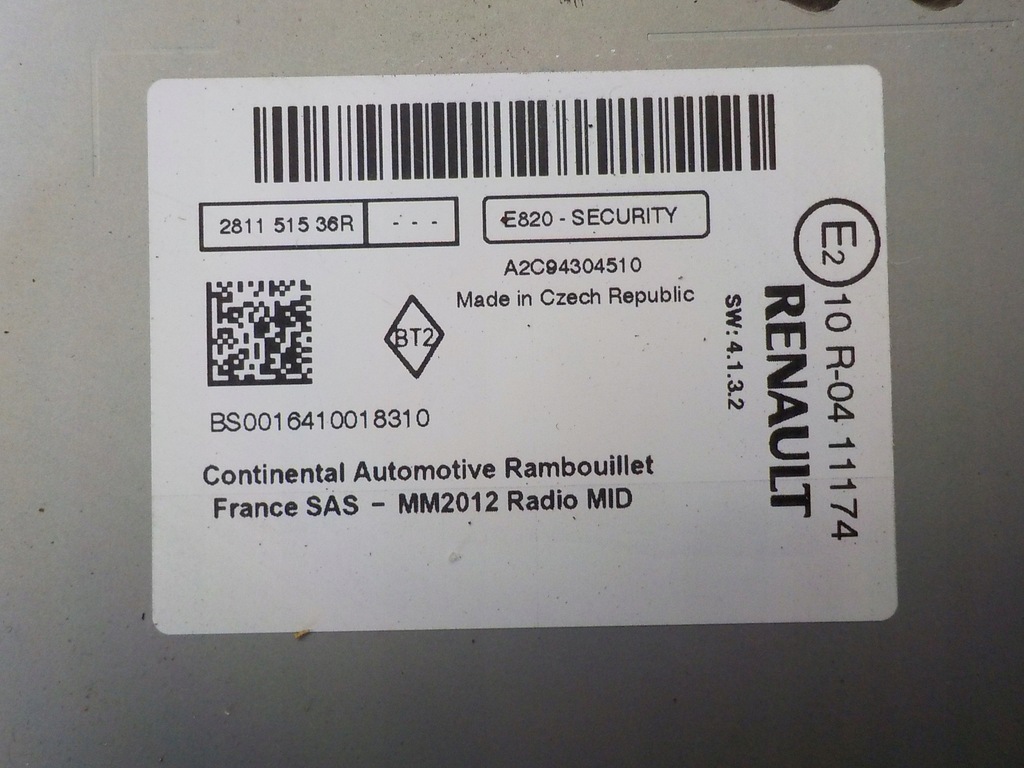 2811 515 36R
- - -
E820 - SECURITY
A2C94304510
Made in Czech Republic
BT2
BS0016410018310
Continental Automotive Rambouillet
France SAS – MM2012 Radio MID
SW: 4.1.3.2
RENAULT
E2
10 R-04 11174